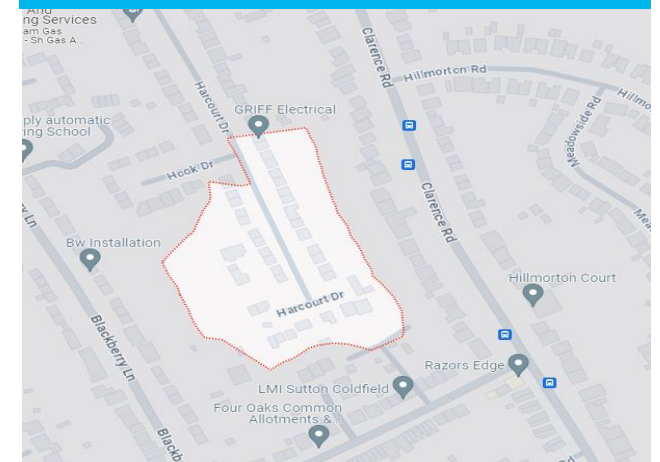 And
ng Services
am Gas
- Sh Gas A...
Clarence Rd
Hillmorton Rd
Harcourt Dr
GRIFF Electrical
ply automatic
ing School
Meadowside Rd
Hook Dr
Clarence Rd
Bw Installation
Hillmorton Court
Harcourt Dr
Blackberry Ln
Razors Edge
LMI Sutton Coldfield
Four Oaks Common
Allotments &...